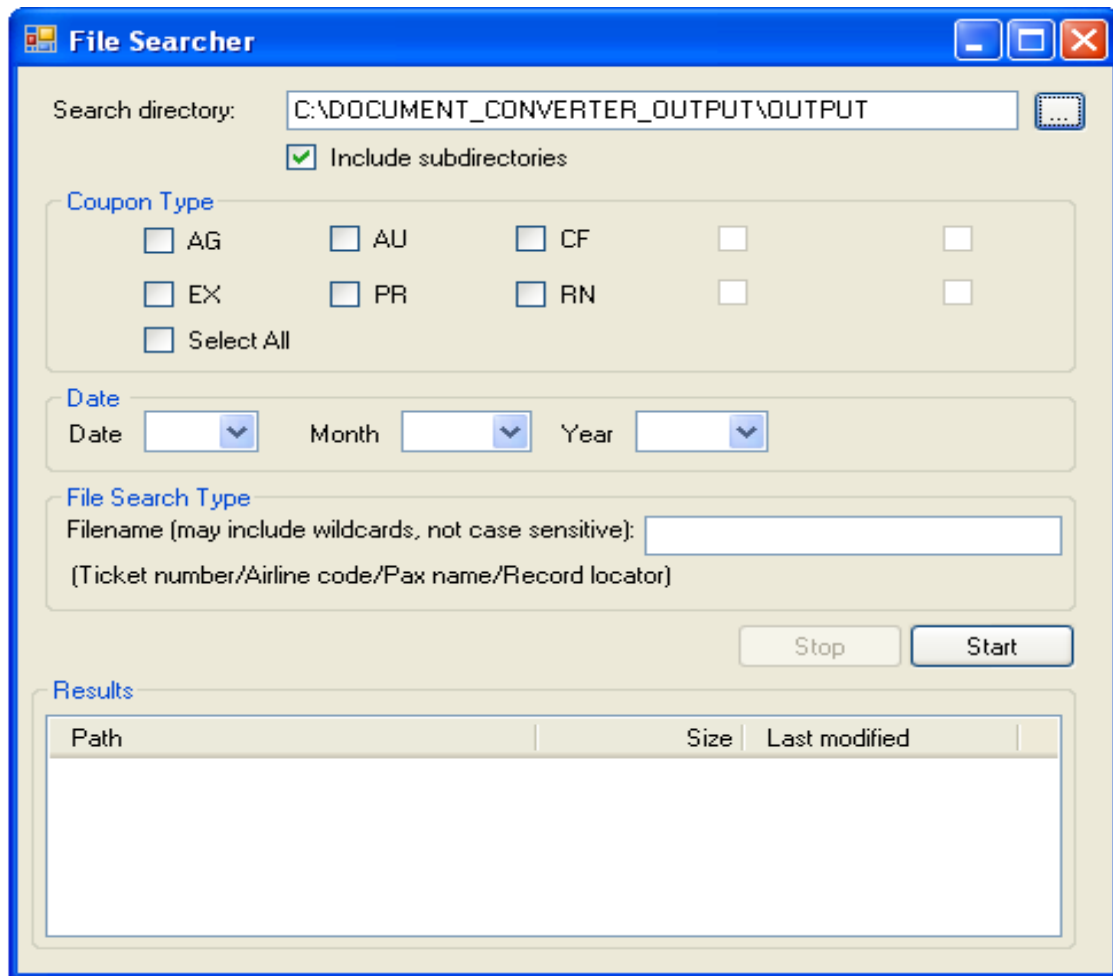 File Searcher
Search directory: C:\DOCUMENT_CONVERTER_OUTPUT\OUTPUT ...
Include subdirectories
Coupon Type
AG AU CF
EX PR RN
Select All
Date
Date Month Year
File Search Type
Filename (may include wildcards, not case sensitive):
(Ticket number/Airline code/Pax name/Record locator)
Stop Start
Results
Path Size Last modified